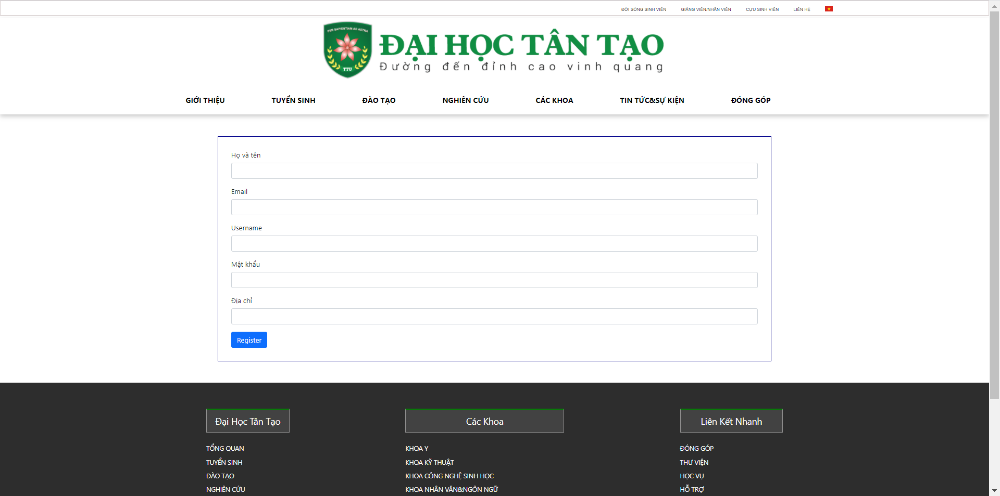 ĐỜI SỐNG SINH VIÊN GIẢNG VIÊN/NHÂN VIÊN CỰU SINH VIÊN LIÊN HỆ
PER SAPIENTIAM AD ASTRA
TTU
ĐẠI HỌC TÂN TẠO
Đường đến đỉnh cao vinh quang
GIỚI THIỆU TUYỂN SINH ĐÀO TẠO NGHIÊN CỨU CÁC KHOA TIN TỨC&SỰ KIỆN ĐÓNG GÓP
Họ và tên
Email
Username
Mật khẩu
Địa chỉ
Register
Đại Học Tân Tạo
TỔNG QUAN
TUYỂN SINH
ĐÀO TẠO
NGHIÊN CỨU
Các Khoa
KHOA Y
KHOA KỸ THUẬT
KHOA CÔNG NGHỆ SINH HỌC
KHOA NHÂN VĂN&NGÔN NGỮ
Liên Kết Nhanh
ĐÓNG GÓP
THƯ VIỆN
HỌC VỤ
HỖ TRỢ